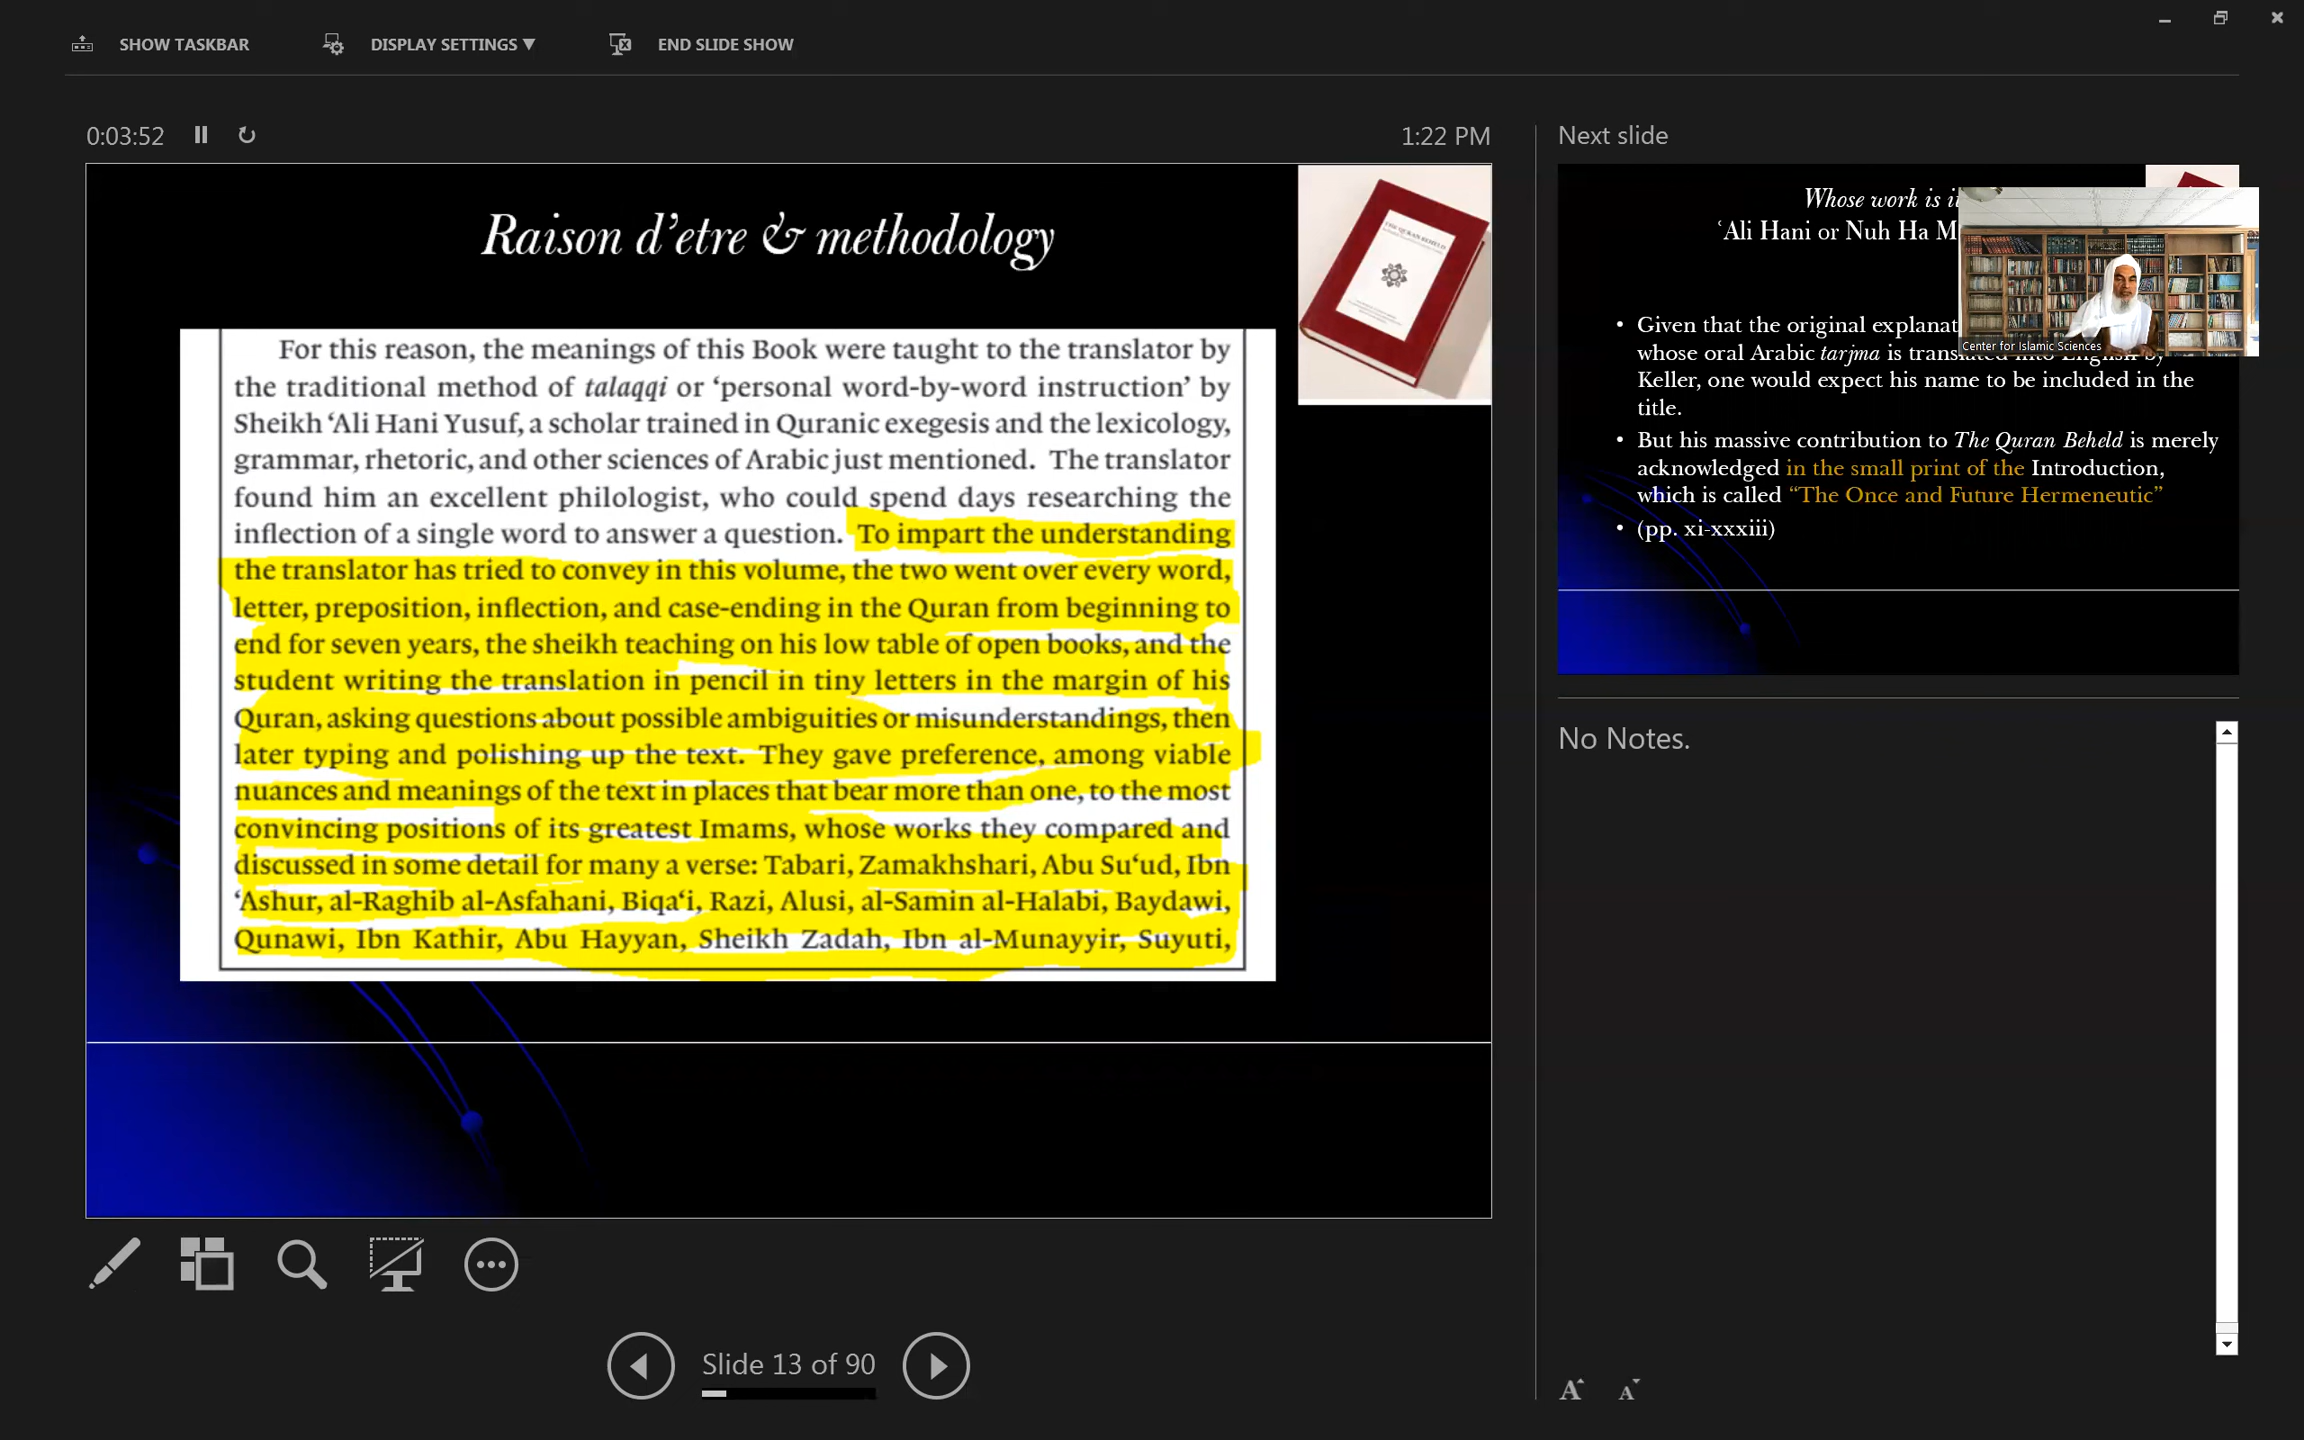 SHOW TASKBAR
DISPLAY SETTINGS ▼
END SLIDE SHOW
0:03:52
1:22 PM
Raison d’etre & methodology
For this reason, the meanings of this Book were taught to the translator by
the traditional method of talaqqi or ‘personal word-by-word instruction’ by
Sheikh ‘Ali Hani Yusuf, a scholar trained in Quranic exegesis and the lexicology,
grammar, rhetoric, and other sciences of Arabic just mentioned. The translator
found him an excellent philologist, who could spend days researching the
inflection of a single word to answer a question. To impart the understanding
the translator has tried to convey in this volume, the two went over every word,
letter, preposition, inflection, and case-ending in the Quran from beginning to
end for seven years, the sheikh teaching on his low table of open books, and the
student writing the translation in pencil in tiny letters in the margin of his
Quran, asking questions about possible ambiguities or misunderstandings, then
later typing and polishing up the text. They gave preference, among viable
nuances and meanings of the text in places that bear more than one, to the most
convincing positions of its greatest Imams, whose works they compared and
discussed in some detail for many a verse: Tabari, Zamakhshari, Abu Su‘ud, Ibn
‘Ashur, al-Raghib al-Asfahani, Biqa‘i, Razi, Alusi, al-Samin al-Halabi, Baydawi,
Qunawi, Ibn Kathir, Abu Hayyan, Sheikh Zadah, Ibn al-Munayyir, Suyuti,
THE QURAN BEHELD
Slide 13 of 90
Next slide
Whose work is
ʿAli Hani or Nuh Ha M
• Given that the original
whose oral Arabic tarjma is
Keller, one would expect his name to be included in the
title.
• But his massive contribution to The Quran Beheld is merely
acknowledged in the small print of the Introduction,
which is called “The Once and Future Hermeneutic”
• (pp. xi-xxxiii)
Center for Islamic Sciences
No Notes.
A A